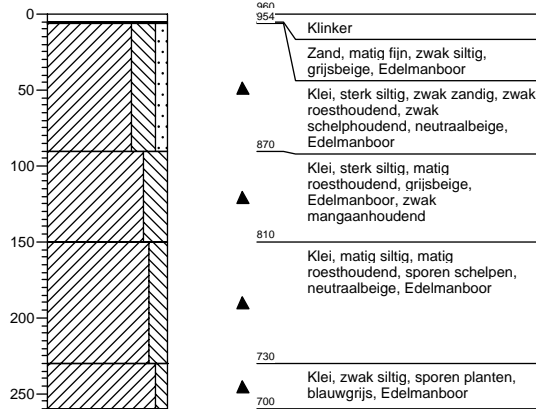 0
50
100
150
200
250
960
954
Klinker
Zand, matig fijn, zwak siltig,
grijsbeige, Edelmanboor
Klei, sterk siltig, zwak zandig, zwak
roesthoudend, zwak
schelphoudend, neutraalbeige,
Edelmanboor
870
Klei, sterk siltig, matig
roesthoudend, grijsbeige,
Edelmanboor, zwak
mangaanhoudend
810
Klei, matig siltig, matig
roesthoudend, sporen schelpen,
neutraalbeige, Edelmanboor
730
Klei, zwak siltig, sporen planten,
blauwgrijs, Edelmanboor
700